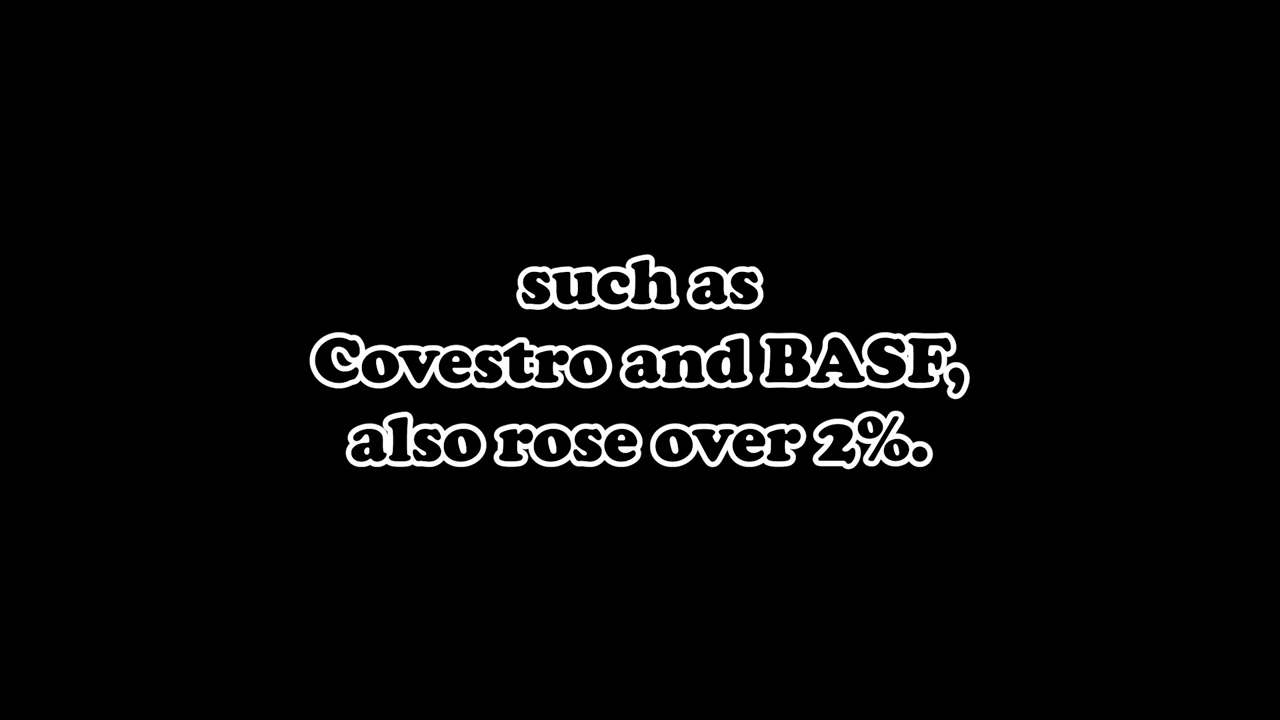 such as
Covestro and BASF,
also rose over 2%.